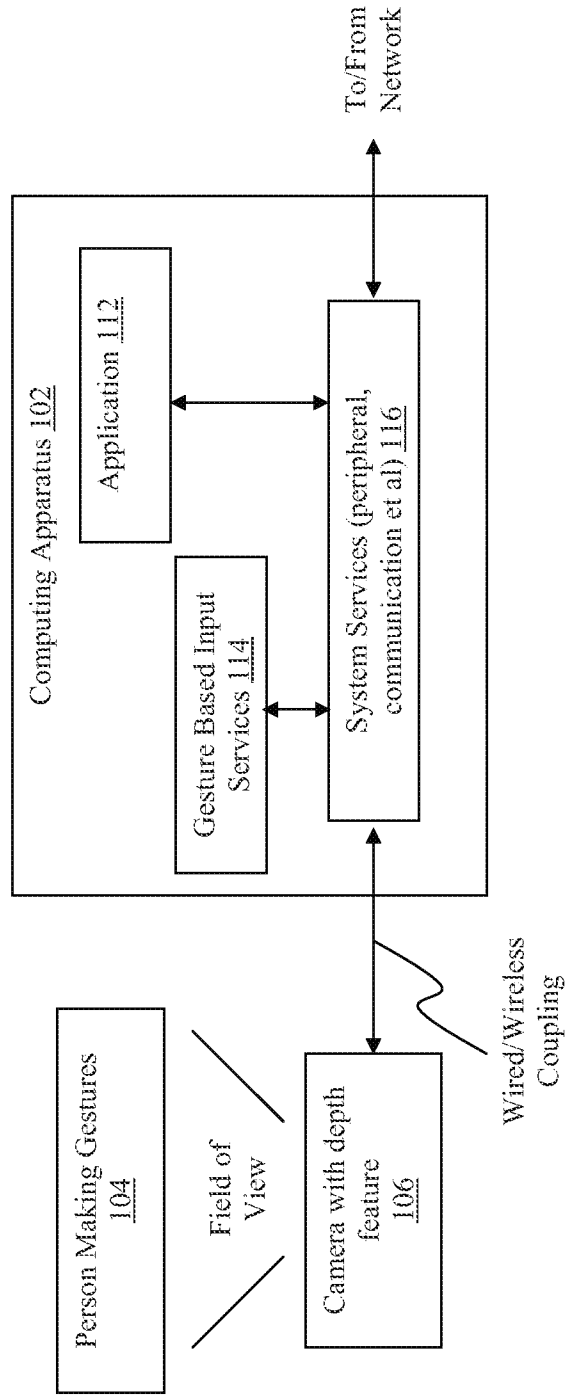 Person Making Gestures
104
Field of
View
Camera with depth
feature
106
Wired/Wireless
Coupling
Computing Apparatus 102
Gesture Based Input
Services 114
Application 112
System Services (peripheral,
communication et al) 116
To/From
Network